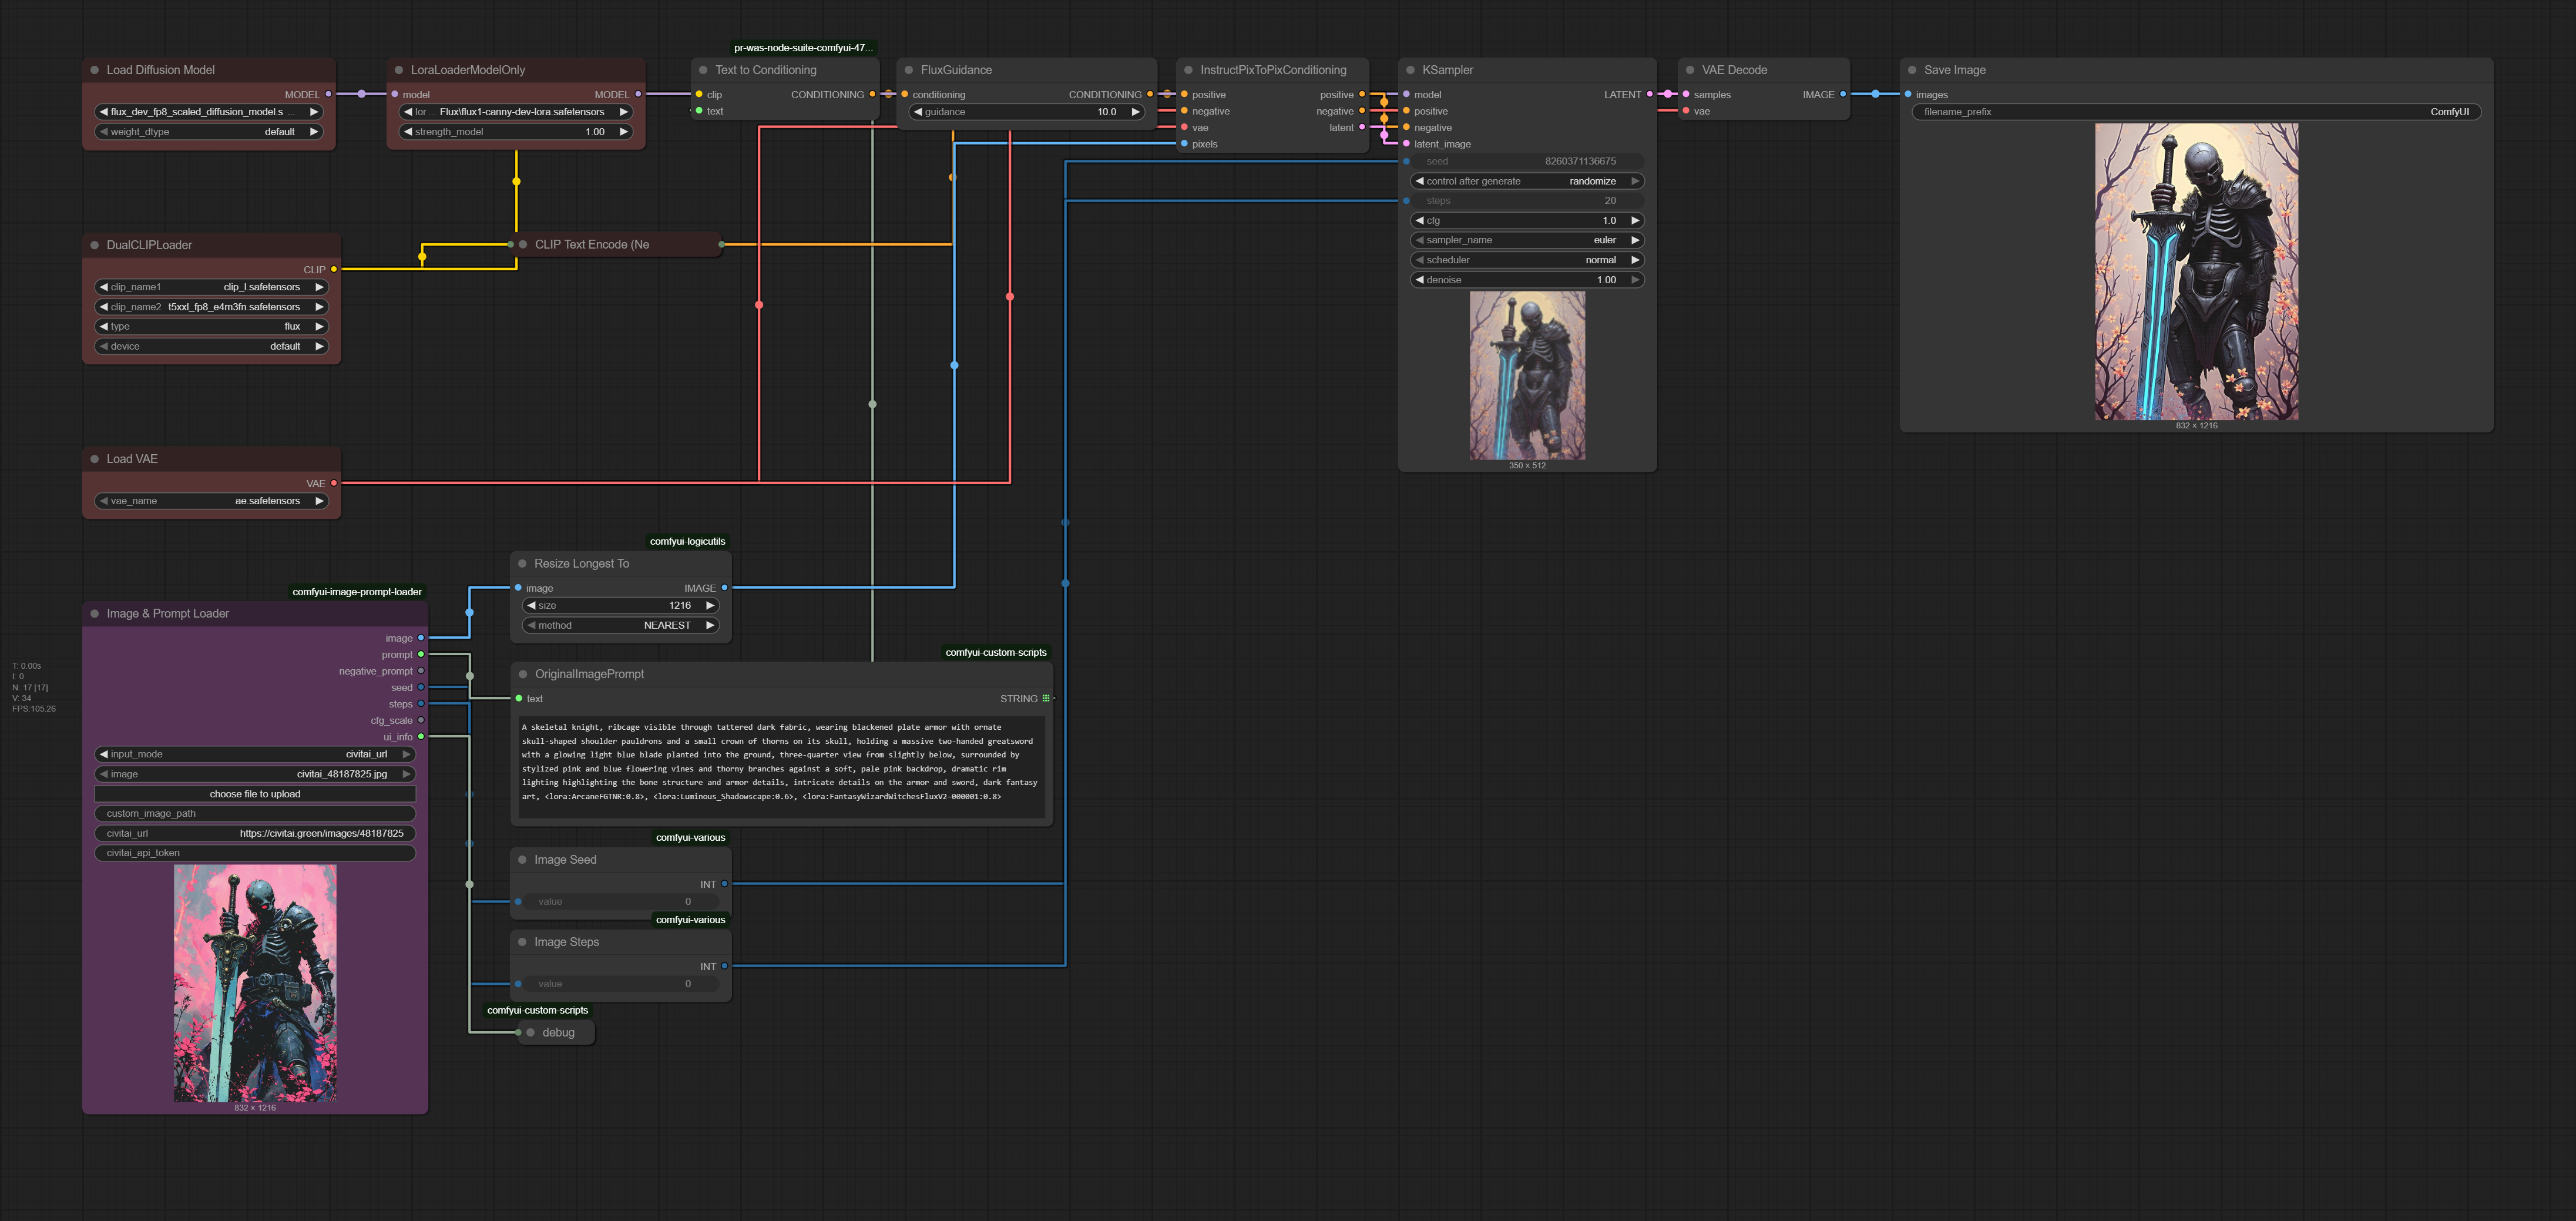 Load Diffusion Model
MODEL
flux_dev_fp8_scaled_diffusion_model.s ...
weight_dtype default
LoraLoaderModelOnly
model MODEL
lor ... Flux\flux1-canny-dev-lora.safetensors
strength_model 1.00
pr-was-node-suite-comfyui-47...
Text to Conditioning
clip CONDITIONING
text
FluxGuidance
conditioning CONDITIONING
guidance 10.0
InstructPixToPixConditioning
positive positive
negative negative
vae latent
pixels
KSampler
model LATENT
positive
negative
latent_image
seed 8260371136675
control after generate randomize
steps 20
cfg 1.0
sampler_name euler
scheduler normal
denoise 1.00
350 × 512
VAE Decode
samples IMAGE
vae
Save Image
images
filename_prefix ComfyUI
832 × 1216
DualCLIPLoader
CLIP
clip_name1 clip_l.safetensors
clip_name2 t5xxl_fp8_e4m3fn.safetensors
type flux
device default
CLIP Text Encode (Ne
Load VAE
VAE
vae_name ae.safetensors
comfyui-logicutils
Resize Longest To
image IMAGE
size 1216
method NEAREST
T: 0.00s
I: 0
N: 17 [17]
V: 34
FPS:105.26
comfyui-image-prompt-loader
Image & Prompt Loader
image
prompt
negative_prompt
seed
steps
cfg_scale
ui_info
input_mode civitai_url
image civitai_48187825.jpg
choose file to upload
custom_image_path
civitai_url https://civitai.green/images/48187825
civitai_api_token
832 × 1216
comfyui-custom-scripts
OriginalImagePrompt
text STRING
A skeletal knight, ribcage visible through tattered dark fabric, wearing blackened plate armor with ornate
skull-shaped shoulder pauldrons and a small crown of thorns on its skull, holding a massive two-handed greatsword
with a glowing light blue blade planted into the ground, three-quarter view from slightly below, surrounded by
stylized pink and blue flowering vines and thorny branches against a soft, pale pink backdrop, dramatic rim
lighting highlighting the bone structure and armor details, intricate details on the armor and sword, dark fantasy
art, <lora:ArcaneFGTNR:0.8>, <lora:Luminous_Shadowscape:0.6>, <lora:FantasyWizardWitchesFluxV2-000001:0.8>
comfyui-various
Image Seed
INT
value 0
comfyui-various
Image Steps
INT
value 0
comfyui-custom-scripts
debug